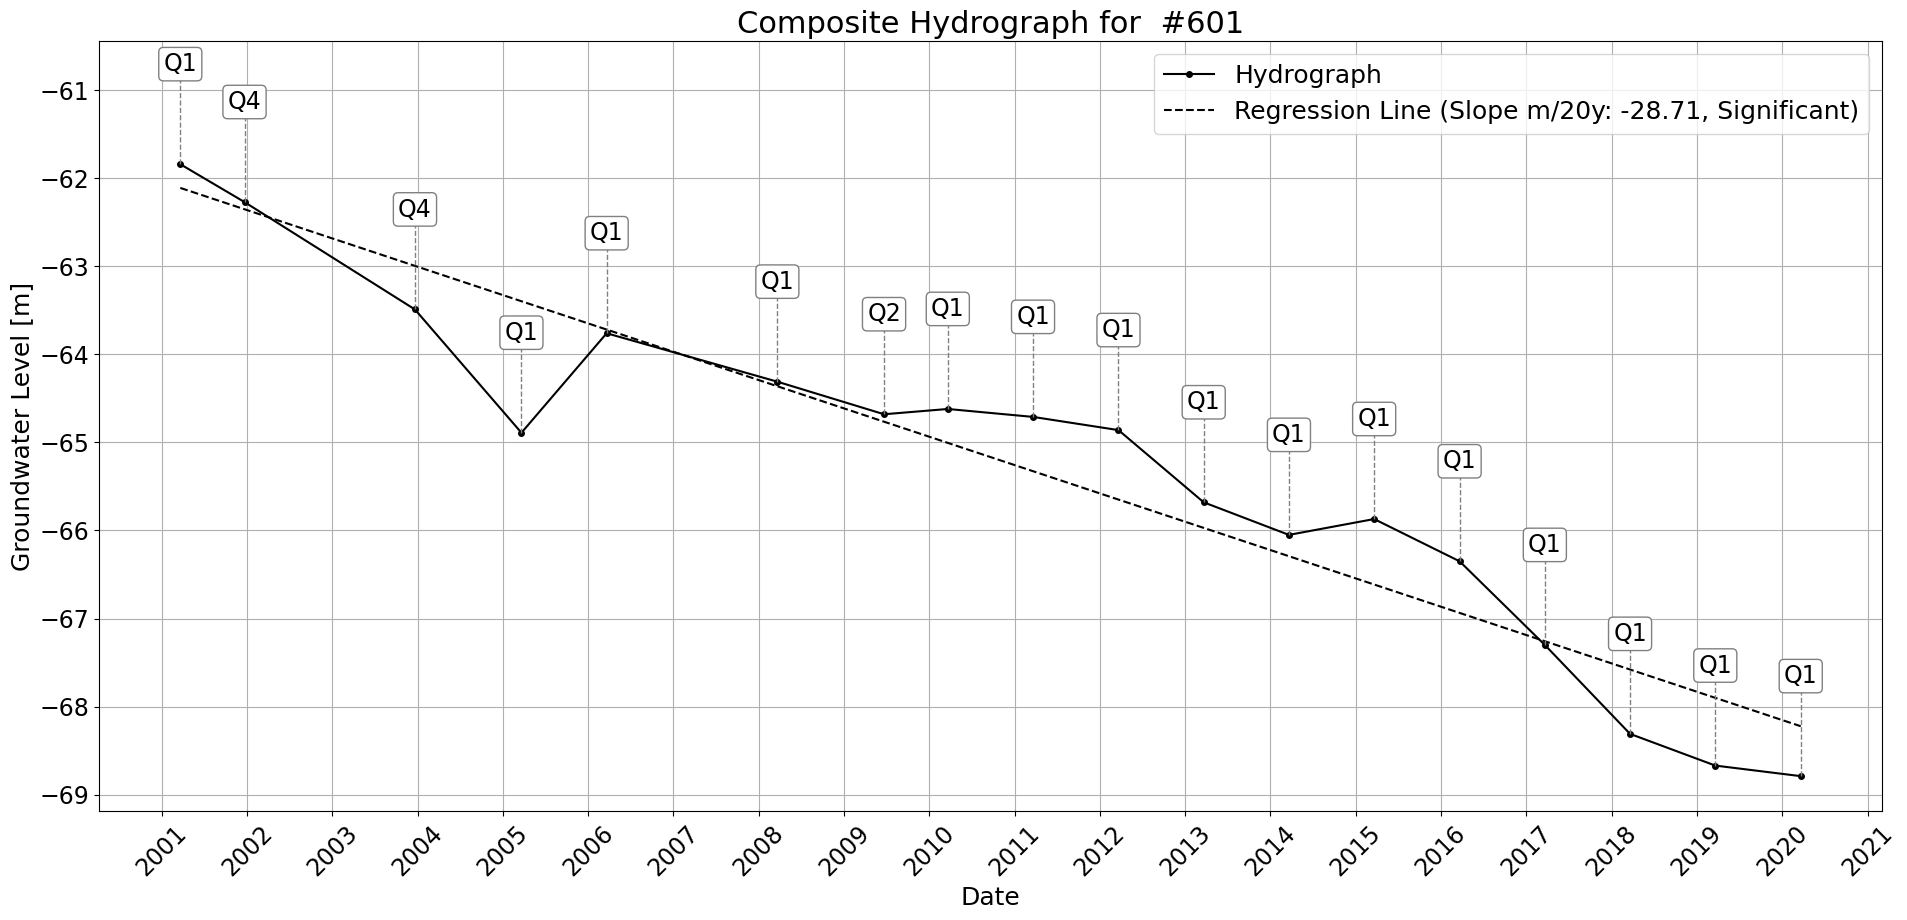 Composite Hydrograph for  #601
Hydrograph
Regression Line (Slope m/20y: -28.71, Significant)
Q1
Q4
Q4
Q1
Q1
Q1
Q2
Q1
Q1
Q1
Q1
Q1
Q1
Q1
Q1
Q1
Q1
Q1
Groundwater Level [m]
−61
−62
−63
−64
−65
−66
−67
−68
−69
2001
2002
2003
2004
2005
2006
2007
2008
2009
2010
2011
2012
2013
2014
2015
2016
2017
2018
2019
2020
2021
Date